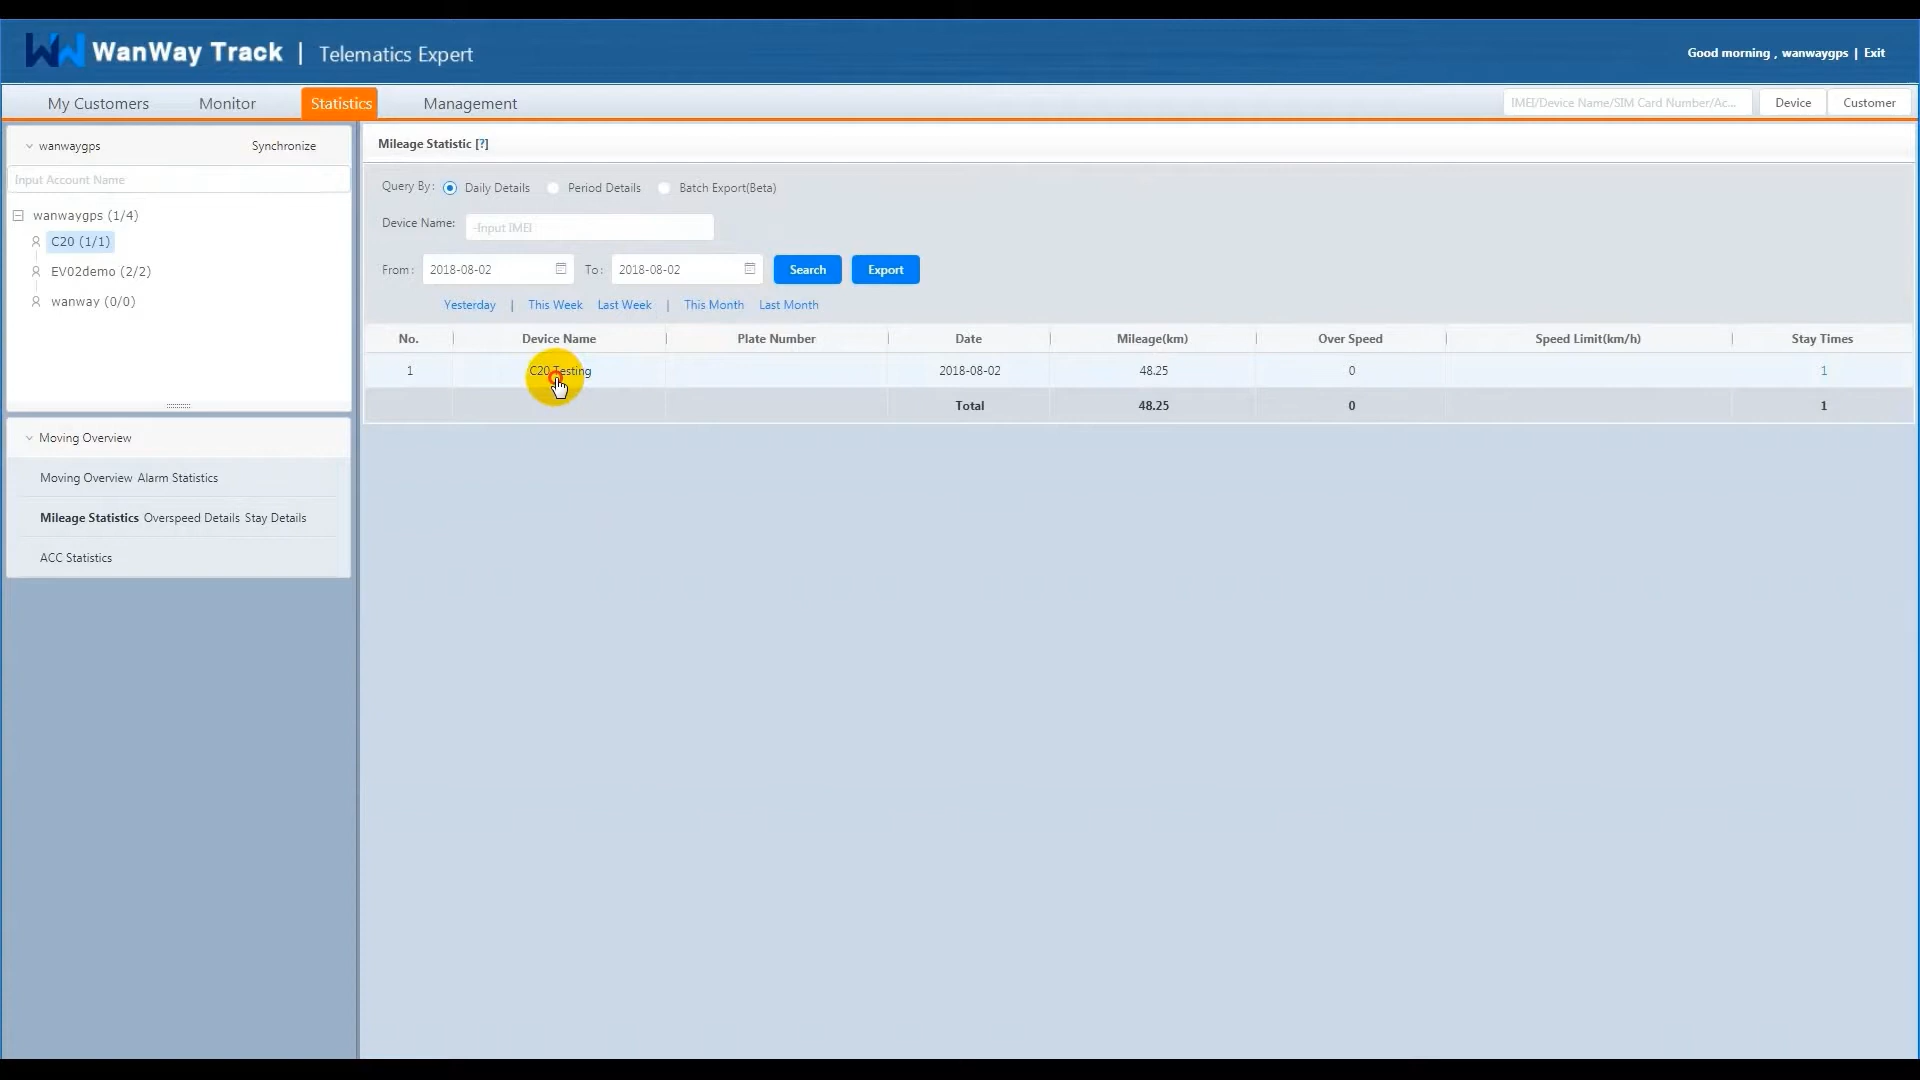 WanWay Track | Telematics Expert
Good morning , wanwaygps | Exit
My Customers Monitor Statistics Management
IMEI/Device Name/SIM Card Number/Ac... Device Customer
wanwaygps Synchronize
Input Account Name
wanwaygps (1/4)
C20 (1/1)
EV02demo (2/2)
wanway (0/0)
Moving Overview
Moving Overview Alarm Statistics
Mileage Statistics Overspeed Details Stay Details
ACC Statistics
Mileage Statistic [?]
Query By: Daily Details Period Details Batch Export(Beta)
Device Name: -Input IMEI
From: 2018-08-02 To: 2018-08-02 Search Export
Yesterday | This Week Last Week | This Month Last Month
No. Device Name Plate Number Date Mileage(km) Over Speed Speed Limit(km/h) Stay Times
1 C20 Testing 2018-08-02 48.25 0 1
Total 48.25 0 1